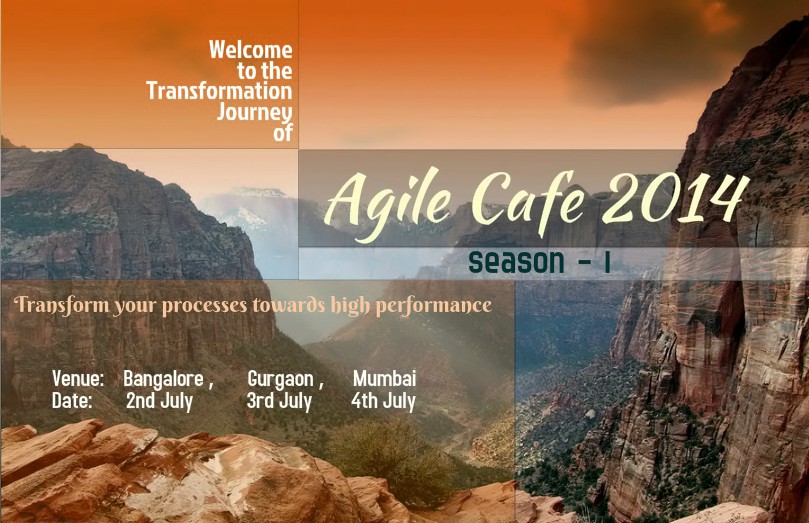 Welcome
to the
Transformation
Journey
of
Agile Cafe 2014
season - 1
Transform your processes towards high performance
Venue: Bangalore , Gurgaon , Mumbai
Date: 2nd July 3rd July 4th July